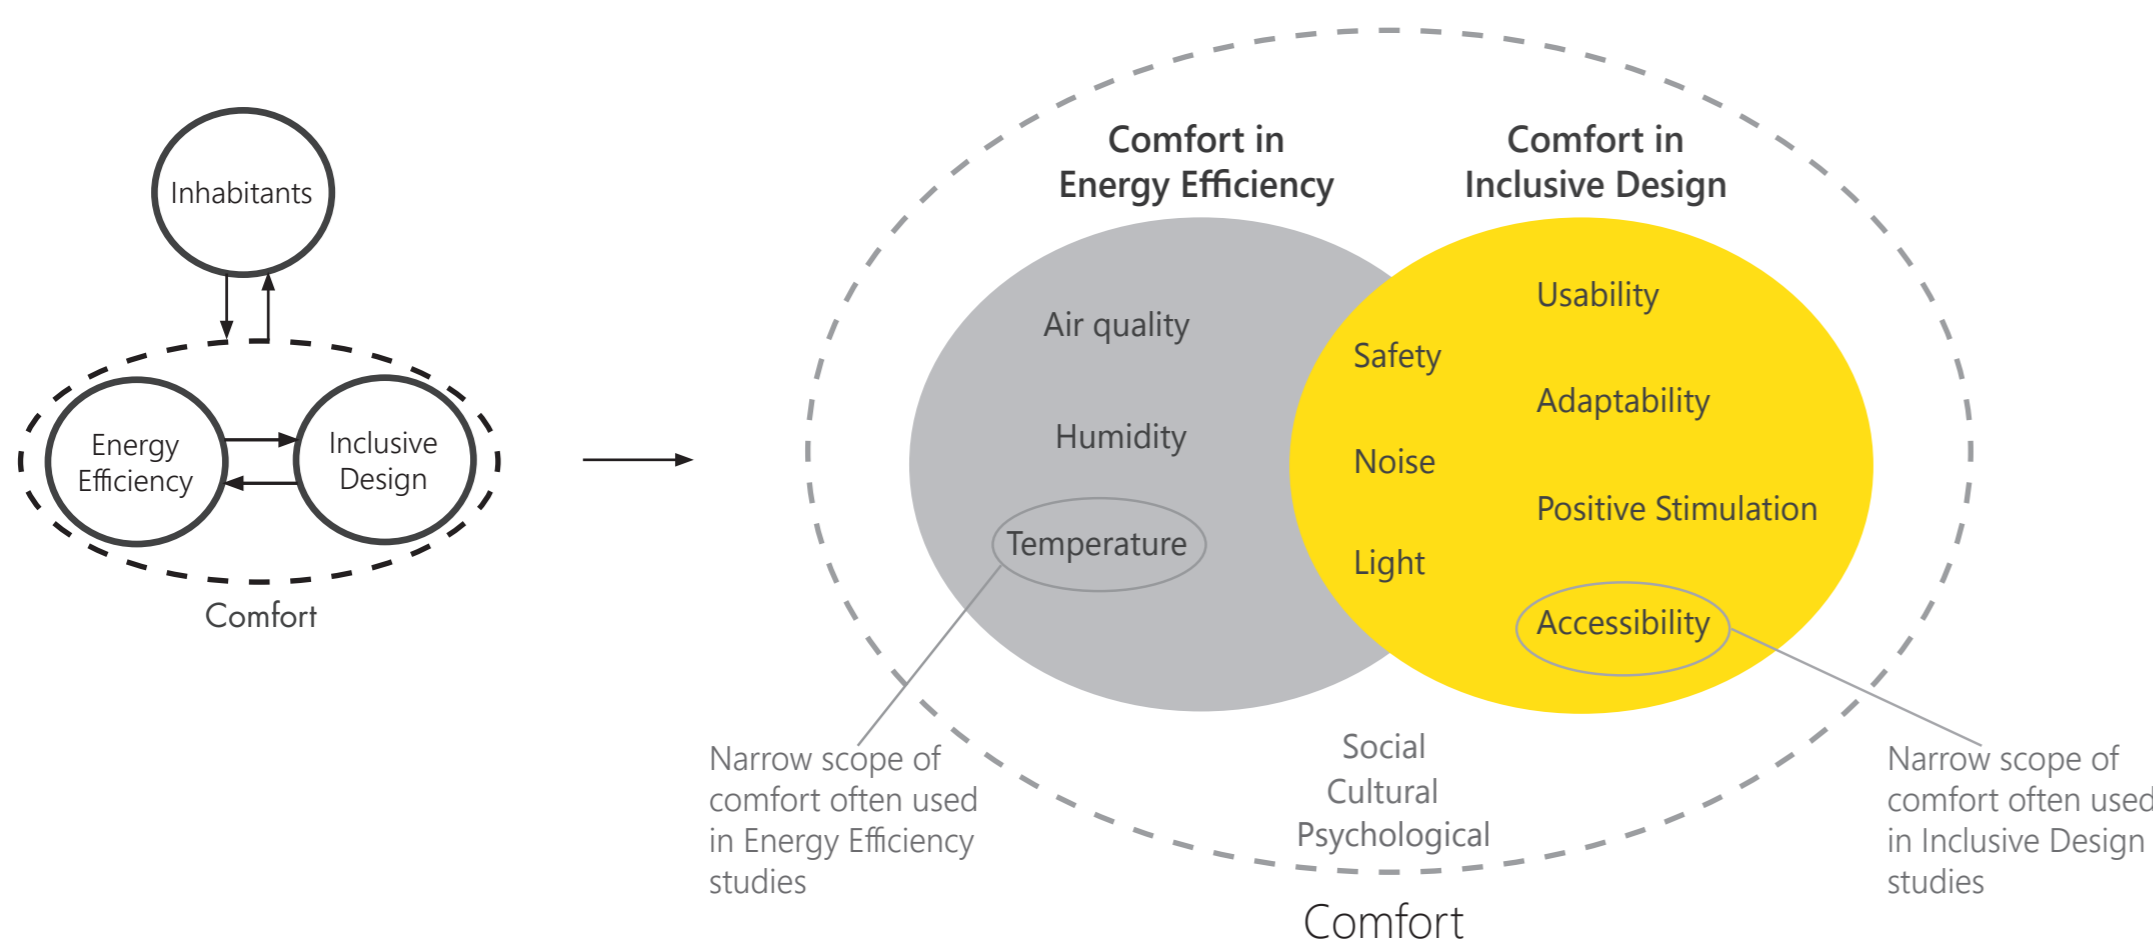 Inhabitants
Energy
Efficiency
Inclusive
Design
Comfort
Comfort in
Energy Efficiency
Comfort in
Inclusive Design
Air quality
Humidity
Temperature
Safety
Noise
Light
Usability
Adaptability
Positive Stimulation
Accessibility
Narrow scope of
comfort often used
in Energy Efficiency
studies
Social
Cultural
Psychological
Narrow scope of
comfort often used
in Inclusive Design
studies
Comfort